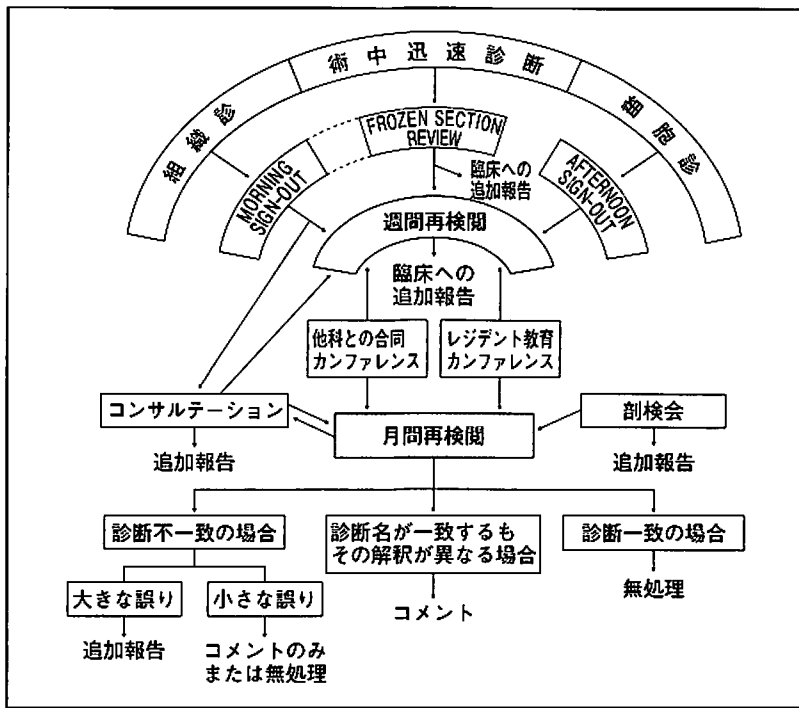 術中迅速診断
組織診
細胞診
FROZEN SECTION
REVIEW
MORNING
SIGN-OUT
AFTERNOON
SIGN-OUT
臨床への
追加報告
週間再検閲
臨床への
追加報告
他科との合同
カンファレンス
レジデント教育
カンファレンス
コンサルテーション
月間再検閲
剖検会
追加報告
追加報告
診断不一致の場合
診断名が一致するも
その解釈が異なる場合
診断一致の場合
大きな誤り
小さな誤り
コメント
無処理
追加報告
コメントのみ
または無処理